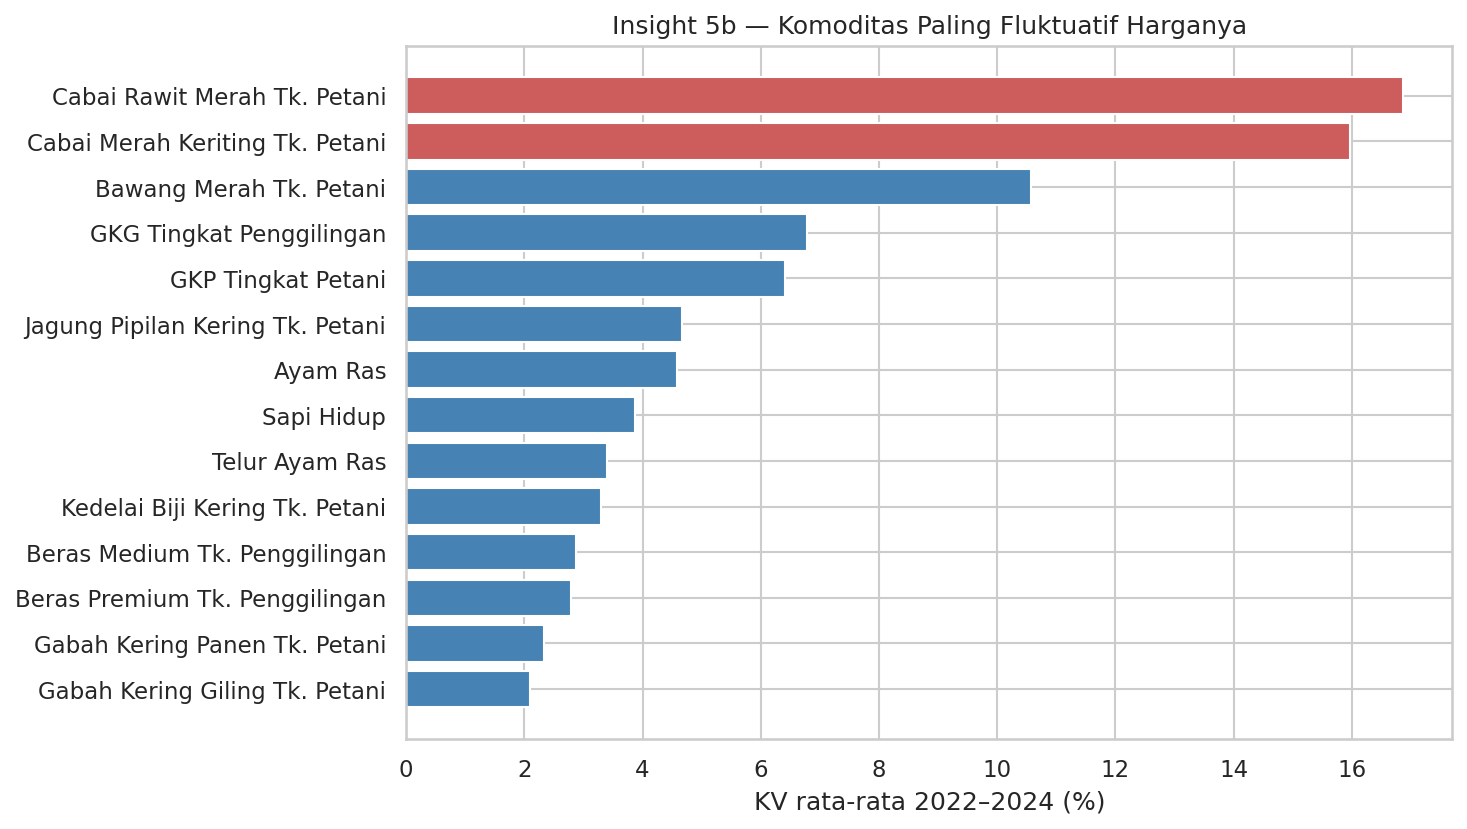 Insight 5b — Komoditas Paling Fluktuatif Harganya
Cabai Rawit Merah Tk. Petani
Cabai Merah Keriting Tk. Petani
Bawang Merah Tk. Petani
GKG Tingkat Penggilingan
GKP Tingkat Petani
Jagung Pipilan Kering Tk. Petani
Ayam Ras
Sapi Hidup
Telur Ayam Ras
Kedelai Biji Kering Tk. Petani
Beras Medium Tk. Penggilingan
Beras Premium Tk. Penggilingan
Gabah Kering Panen Tk. Petani
Gabah Kering Giling Tk. Petani
0 2 4 6 8 10 12 14 16
KV rata-rata 2022–2024 (%)